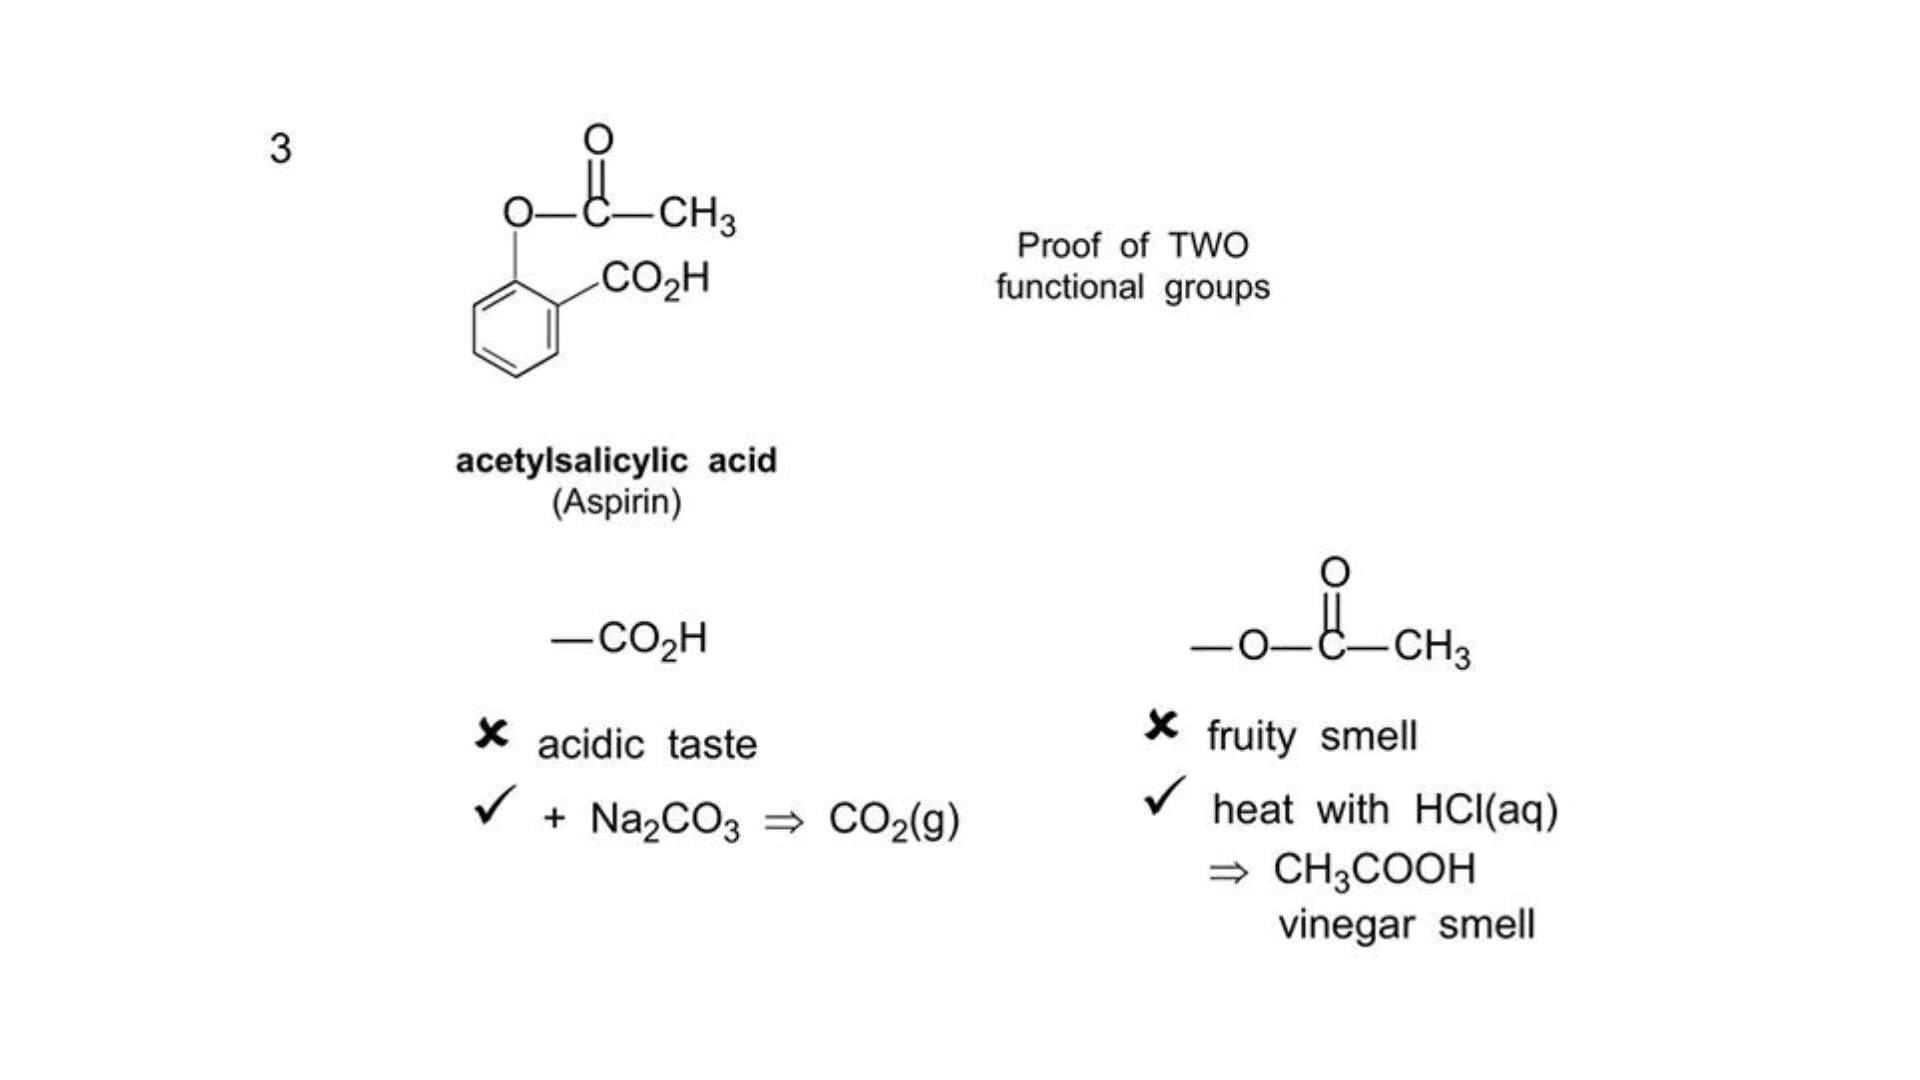 3
O
O—C—CH₃
CO₂H
Proof of TWO
functional groups
acetylsalicylic acid
(Aspirin)
—CO₂H
✘ acidic taste
✓ + Na₂CO₃ ⇒ CO₂(g)
O
—O—C—CH₃
✘ fruity smell
✓ heat with HCl(aq)
⇒ CH₃COOH
vinegar smell